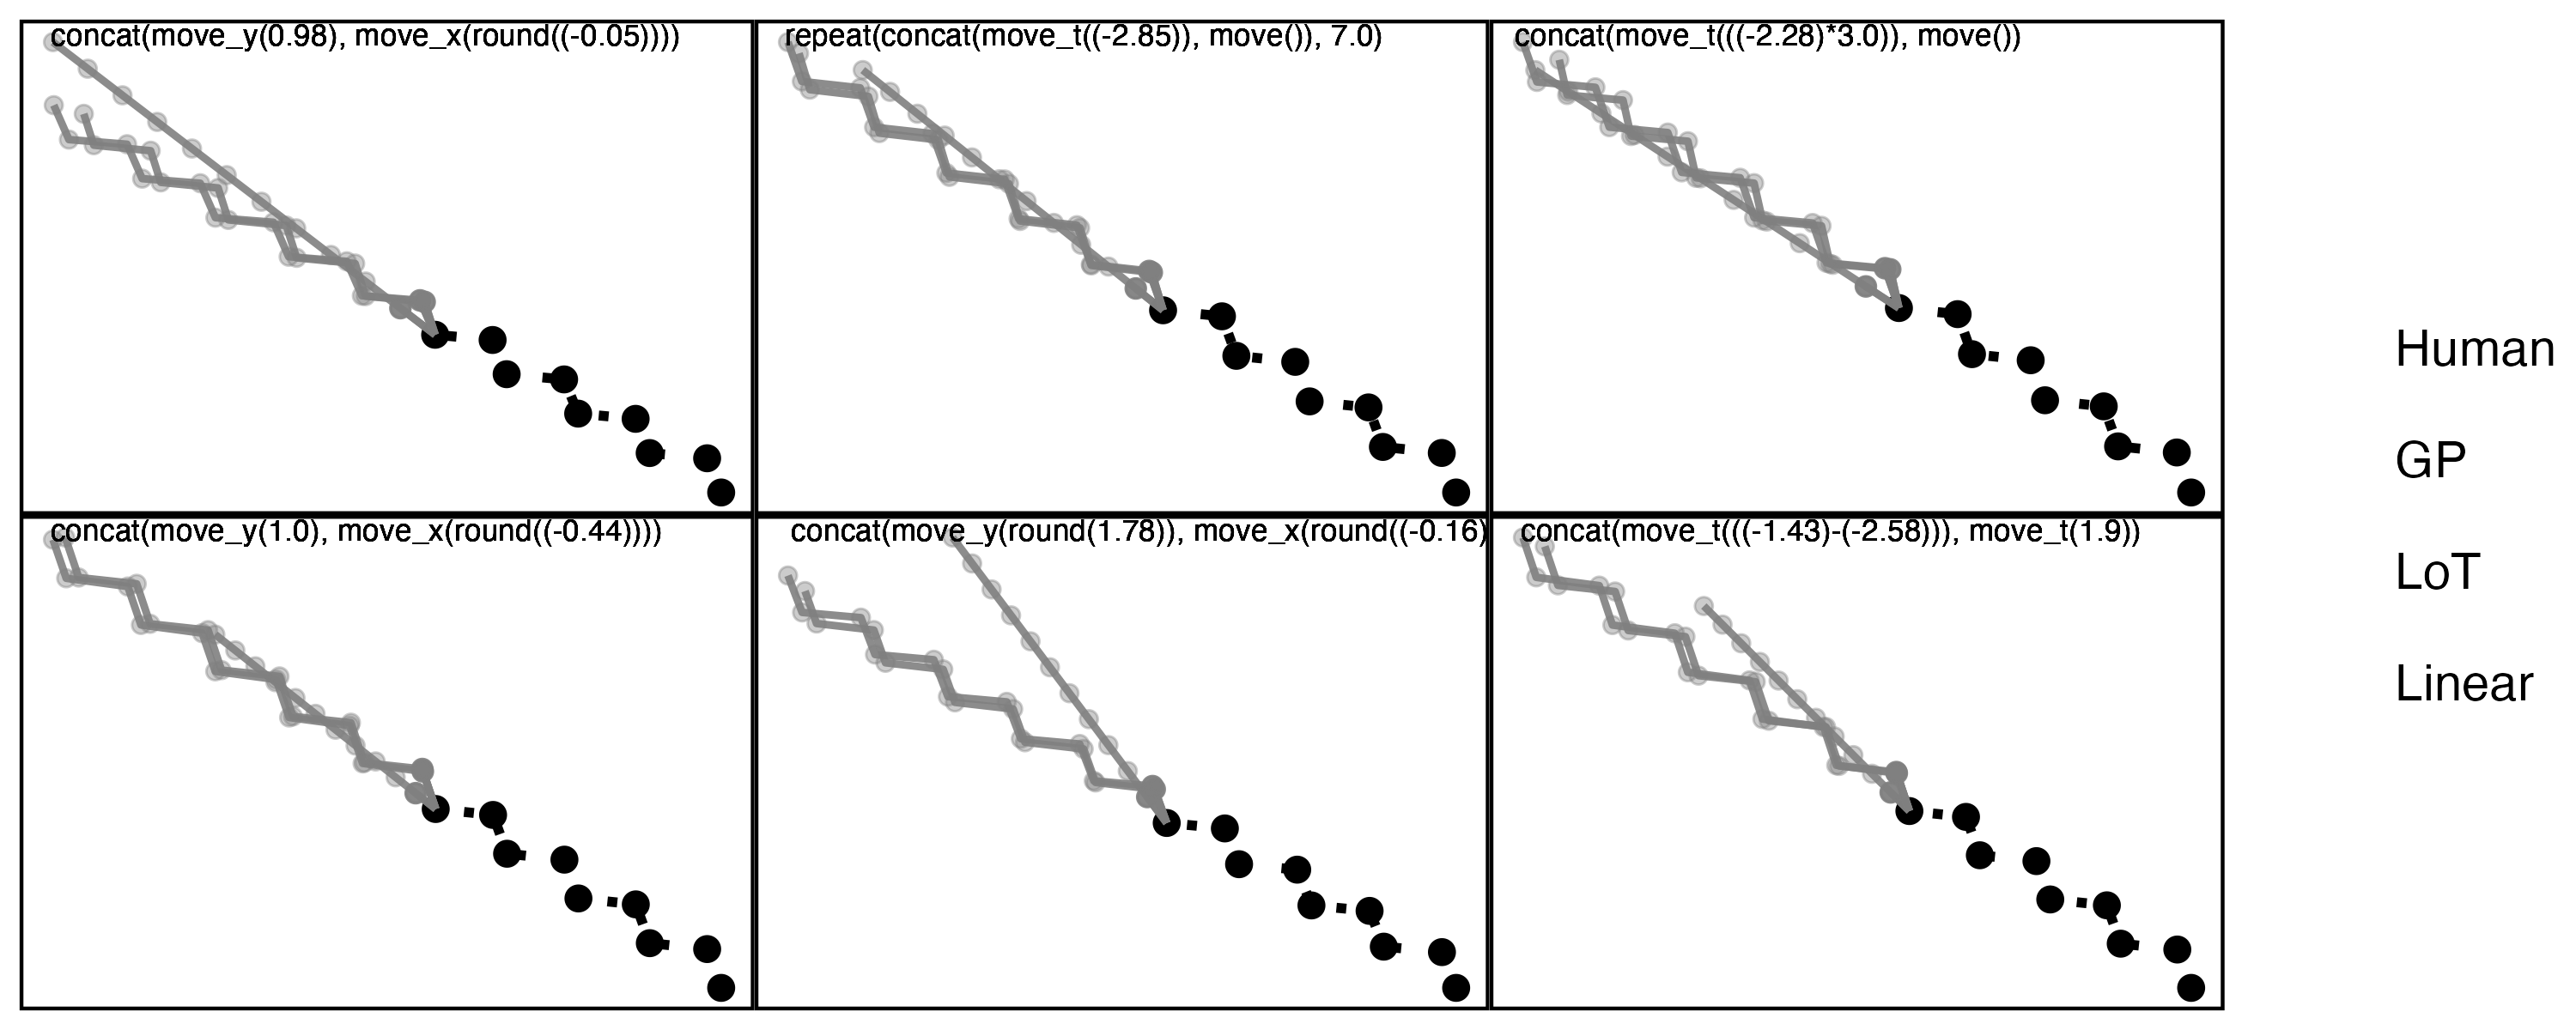 concat(move_y(0.98), move_x(round((-0.05))))
repeat(concat(move_t((-2.85)), move()), 7.0)
concat(move_t(((-2.28)*3.0)), move())
concat(move_y(1.0), move_x(round((-0.44))))
concat(move_y(round(1.78)), move_x(round((-0.16)
concat(move_t(((-1.43)-(-2.58))), move_t(1.9))
Human
GP
LoT
Linear